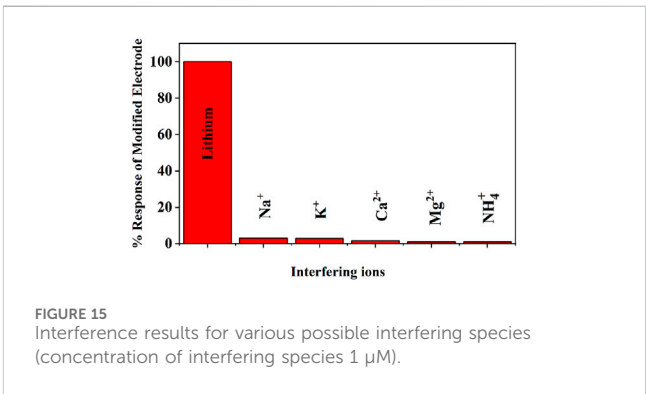 % Response of Modified Electrode
100
80
60
40
20
0
Lithium
Na⁺
K⁺
Ca²⁺
Mg²⁺
NH₄⁺
Interfering ions
FIGURE 15
Interference results for various possible interfering species
(concentration of interfering species 1 µM).